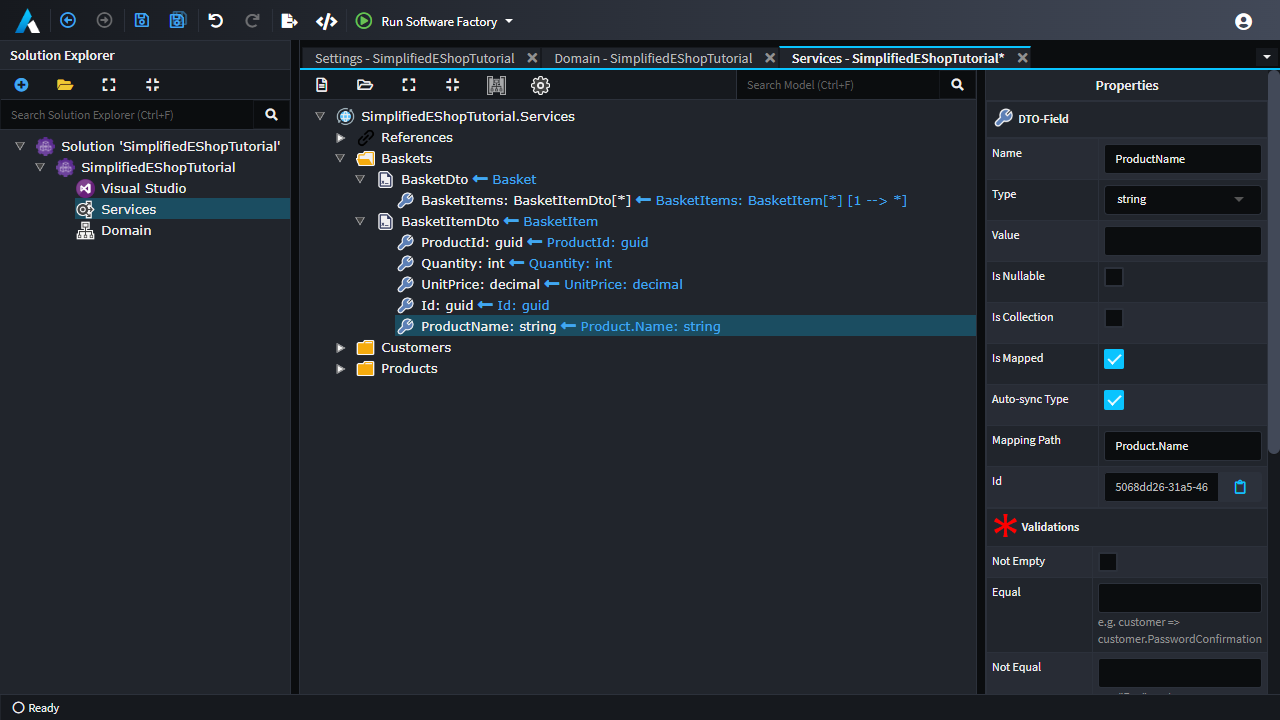 Run Software Factory
Solution Explorer
Search Solution Explorer (Ctrl+F)
Solution 'SimplifiedEShopTutorial'
SimplifiedEShopTutorial
Visual Studio
Services
Domain
Settings - SimplifiedEShopTutorial
Domain - SimplifiedEShopTutorial
Services - SimplifiedEShopTutorial*
Search Model (Ctrl+F)
SimplifiedEShopTutorial.Services
References
Baskets
BasketDto Basket
BasketItems: BasketItemDto[*] BasketItems: BasketItem[*] [1 --> *]
BasketItemDto BasketItem
ProductId: guid ProductId: guid
Quantity: int Quantity: int
UnitPrice: decimal UnitPrice: decimal
Id: guid Id: guid
ProductName: string Product.Name: string
Customers
Products
Properties
DTO-Field
Name ProductName
Type string
Value
Is Nullable
Is Collection
Is Mapped
Auto-sync Type
Mapping Path Product.Name
Id 5068dd26-31a5-46
Validations
Not Empty
Equal
e.g. customer =>
customer.PasswordConfirmation
Not Equal
Ready